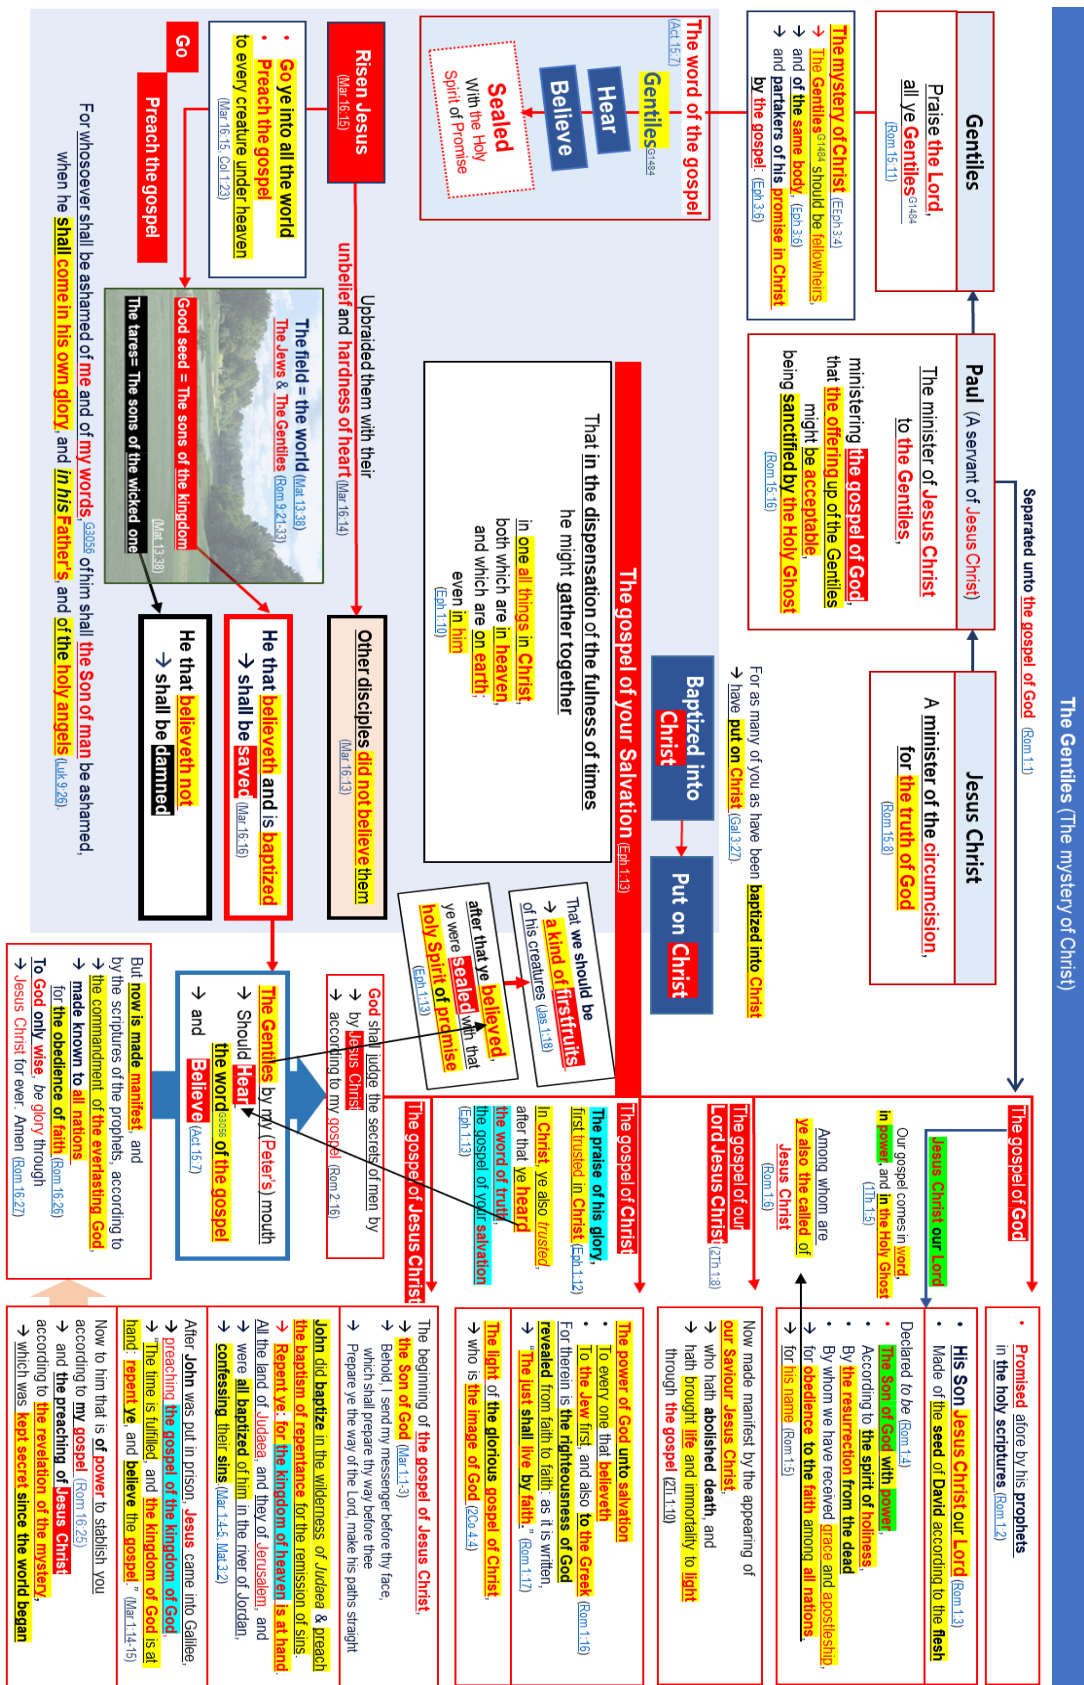 The Gentiles (The mystery of Christ)
Gentiles
Praise the Lord,
all ye Gentiles G1484
(Rom 15:11)
Paul (A servant of Jesus Christ)
The minister of Jesus Christ
to the Gentiles,
ministering the gospel of God,
that the offering up of the Gentiles
might be acceptable,
being sanctified by the Holy Ghost
(Rom 15:16)
Separated unto the gospel of God (Rom 1:1)
Jesus Christ
A minister of the circumcision,
for the truth of God
(Rom 15:8)
The mystery of Christ (EEph 3:4)
→ The Gentiles G1484 should be fellowheirs,
→ and of the same body, (Eph 3:6)
→ and partakers of his promise in Christ
by the gospel: (Eph 3:6)
The word of the gospel
(Act 15:7)
Gentiles G1484
Hear
Believe
Sealed
With the Holy
Spirit of Promise
For as many of you as have been baptized into Christ
→ have put on Christ (Gal 3:27).
Baptized into
Christ
Put on Christ
The gospel of your Salvation (Eph 1:13)
That in the dispensation of the fulness of times
he might gather together
in one all things in Christ,
both which are in heaven,
and which are on earth;
even in him
(Eph 1:10)
That we should be
→ a kind of firstfruits
of his creatures (Jas 1:18)
after that ye believed,
ye were sealed with that
holy Spirit of promise
(Eph 1:13)
Risen Jesus
(Mar 16:15)
Upbraided them with their
unbelief and hardness of heart (Mar 16:14)
Other disciples did not believe them
(Mar 16:13)
• Go ye into all the world
• Preach the gospel
to every creature under heaven
(Mar 16:15, Col 1:23)
Go
Preach the gospel
The field = the world (Mat 13:38)
The Jews & The Gentiles (Rom 9:21-33)
Good seed = The sons of the kingdom
The tares= The sons of the wicked one
(Mat 13:38)
He that believeth and is baptized
→ shall be saved (Mar 16:16)
He that believeth not
→ shall be damned
For whosoever shall be ashamed of me and of my words, G3056 of him shall the Son of man be ashamed,
when he shall come in his own glory, and in his Father's, and of the holy angels (Luk 9:26).
The gospel of God
Jesus Christ our Lord
Our gospel comes in word,
in power, and in the Holy Ghost
(1Th 1:5)
Among whom are
ye also the called of
Jesus Christ
(Rom 1:6)
The gospel of our
Lord Jesus Christ (2Th 1:8)
The gospel of Christ
The praise of his glory,
first trusted in Christ (Eph 1:12)
In Christ, ye also trusted,
after that ye heard
the word of truth,
the gospel of your salvation
(Eph 1:13)
The gospel of Jesus Christ
God shall judge the secrets of men by
→ by Jesus Christ
→ according to my gospel (Rom 2:16)
The Gentiles by my (Peter's) mouth
→ Should Hear
the word G3056 of the gospel
→ and Believe (Act 15:7)
But now is made manifest, and
by the scriptures of the prophets, according to
→ the commandment of the everlasting God,
→ made known to all nations
for the obedience of faith (Rom 16:26)
To God only wise, be glory through
→ Jesus Christ for ever. Amen (Rom 16:27)
• Promised afore by his prophets
in the holy scriptures (Rom 1:2)
• His Son Jesus Christ our Lord (Rom 1:3)
• Made of the seed of David according to the flesh
Declared to be (Rom 1:4)
• The Son of God with power,
According to the spirit of holiness,
• By the resurrection from the dead
• By whom we have received grace and apostleship,
→ for obedience to the faith among all nations,
→ for his name (Rom 1:5)
Now made manifest by the appearing of
our Saviour Jesus Christ,
→ who hath abolished death, and
→ hath brought life and immortality to light
through the gospel (2Ti 1:10)
The power of God unto salvation
• To every one that believeth
• To the Jew first, and also to the Greek (Rom 1:16)
For therein is the righteousness of God
revealed from faith to faith: as it is written,
→ "The just shall live by faith." (Rom 1:17)
The light of the glorious gospel of Christ,
→ who is the image of God (2Co 4:4)
The beginning of the gospel of Jesus Christ,
→ the Son of God (Mar 1:1-3)
Behold, I send my messenger before thy face,
which shall prepare thy way before thee
→ Prepare ye the way of the Lord, make his paths straight
John did baptize in the wilderness of Judaea & preach
the baptism of repentance for the remission of sins.
→ Repent ye: for the kingdom of heaven is at hand.
All the land of Judaea, and they of Jerusalem, and
→ were all baptized of him in the river of Jordan,
→ confessing their sins (Mar 1:4-5, Mat 3:2)
After John was put in prison, Jesus came into Galilee,
→ preaching the gospel of the kingdom of God,
→ "The time is fulfilled, and the kingdom of God is at
hand: repent ye, and believe the gospel." (Mar 1:14-15)
Now to him that is of power to stablish you
according to my gospel (Rom 16:25)
→ and the preaching of Jesus Christ
according to the revelation of the mystery,
→ which was kept secret since the world began